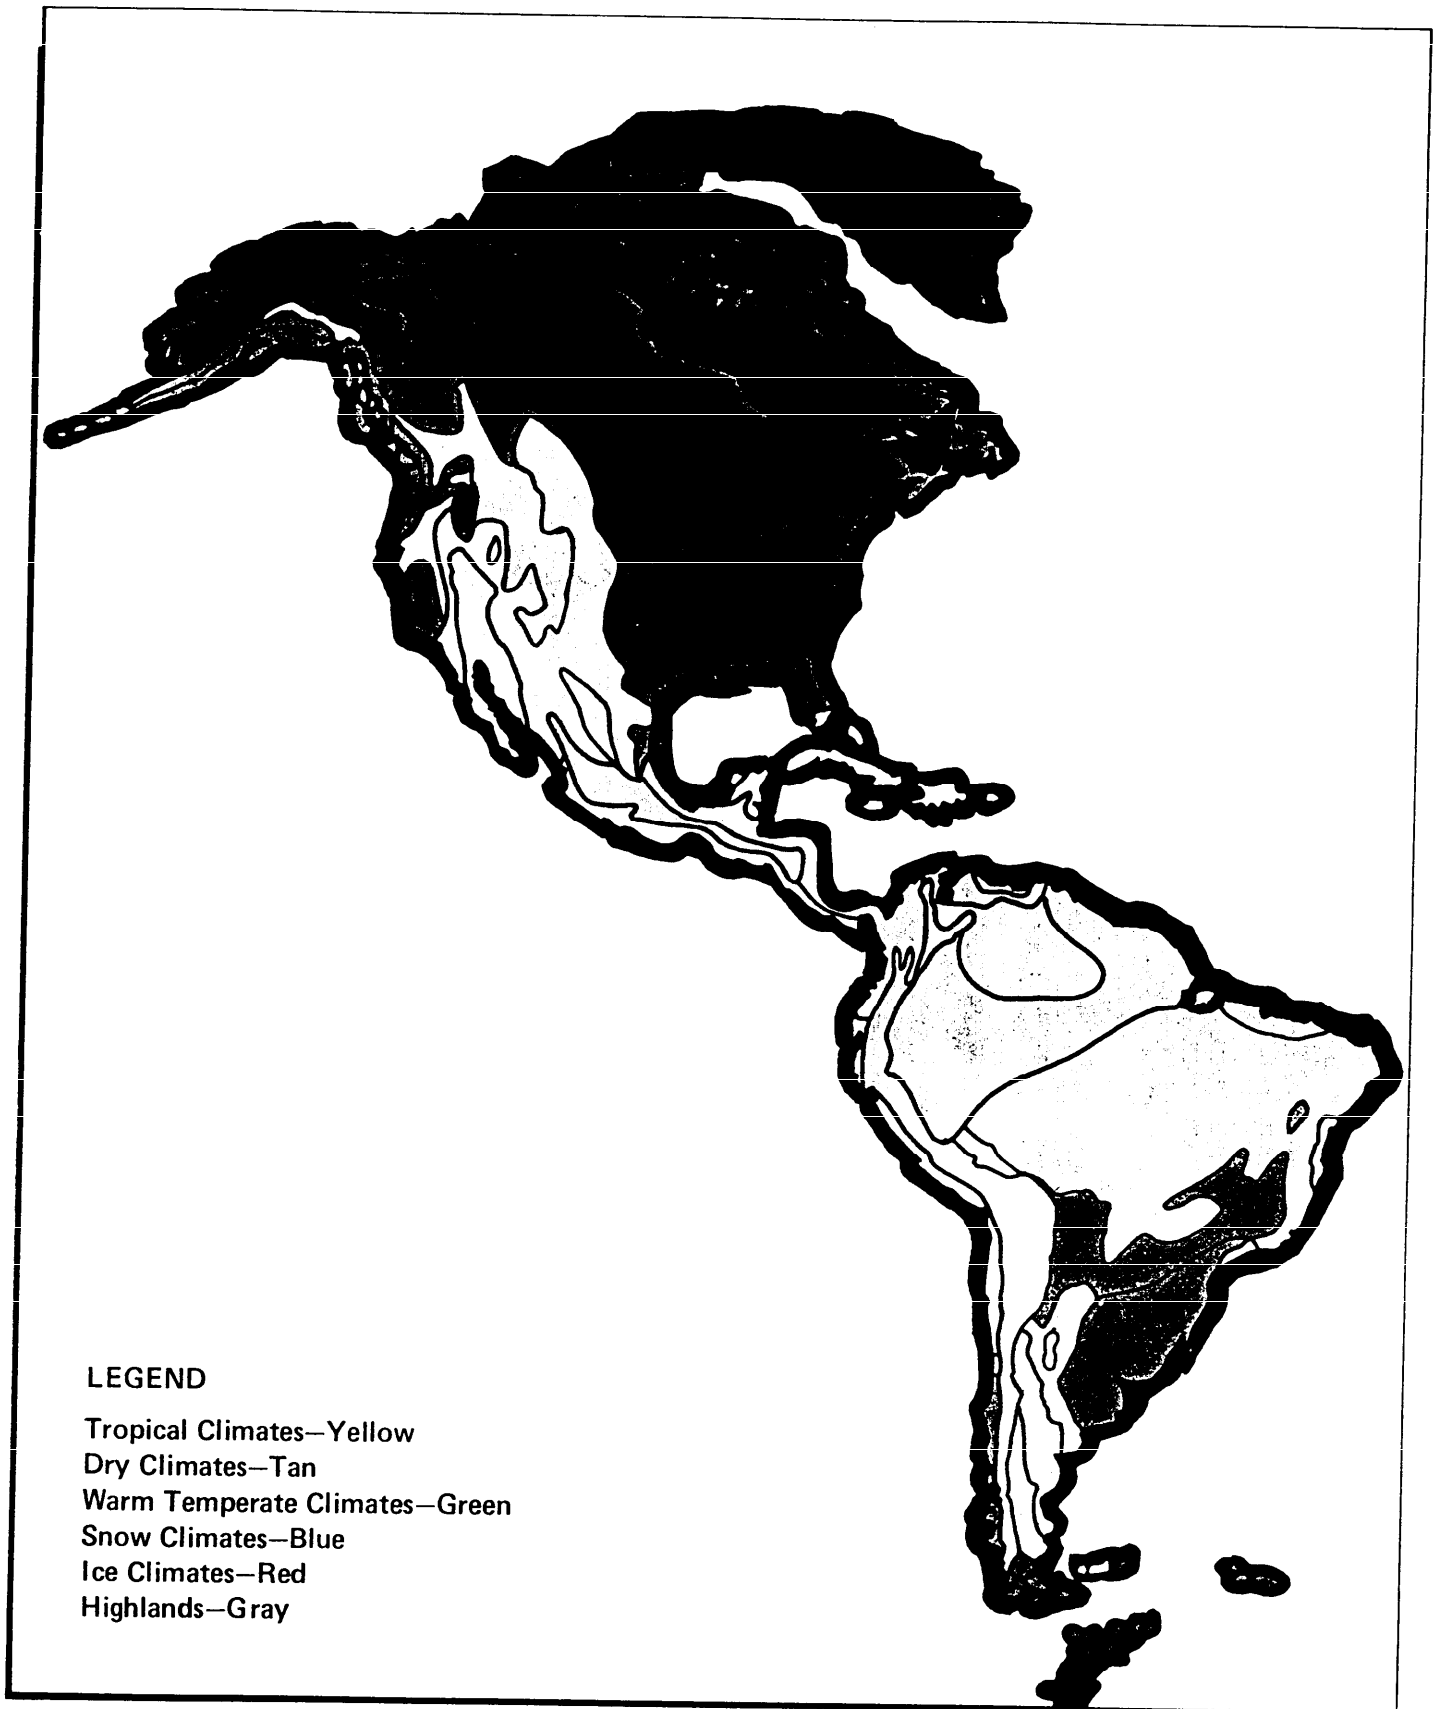 LEGEND
Tropical Climates—Yellow
Dry Climates—Tan
Warm Temperate Climates—Green
Snow Climates—Blue
Ice Climates—Red
Highlands—Gray